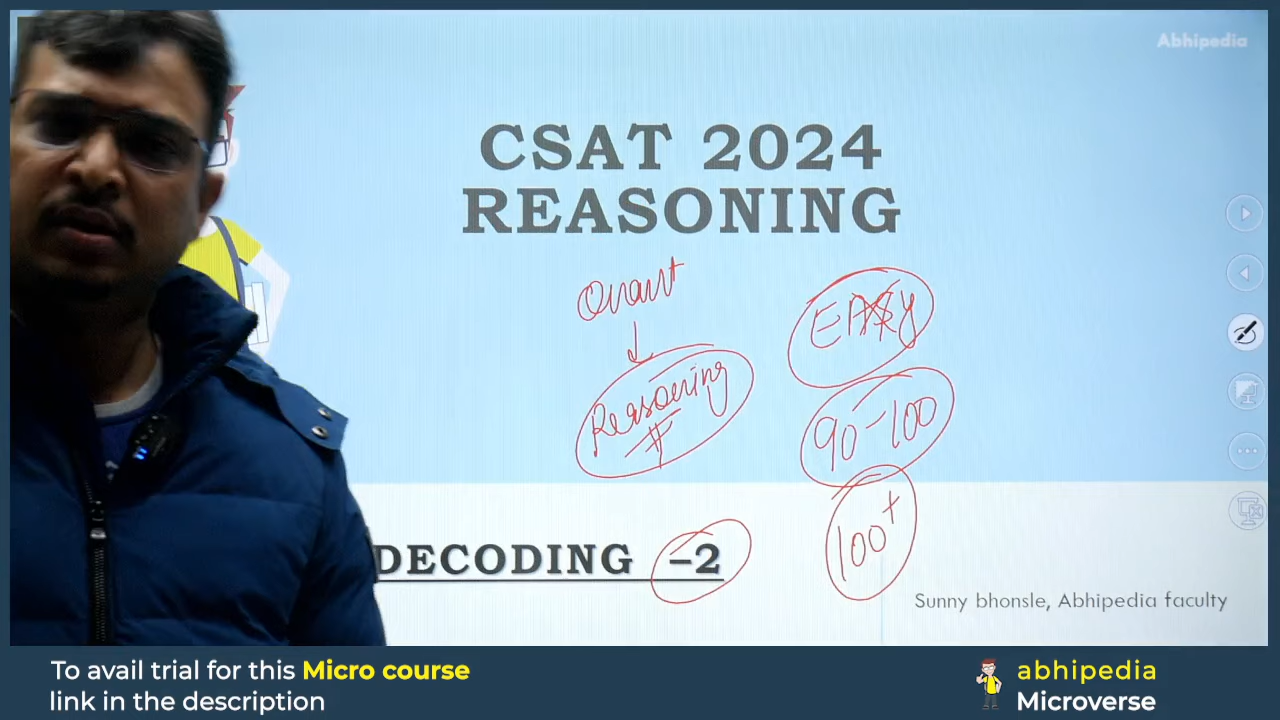 Abhipedia
CSAT 2024
REASONING
Quant
Reasoning
EASY
90-100
100+
DECODING -2
Sunny bhonsle, Abhipedia faculty
To avail trial for this Micro course
link in the description
abhipedia
Microverse